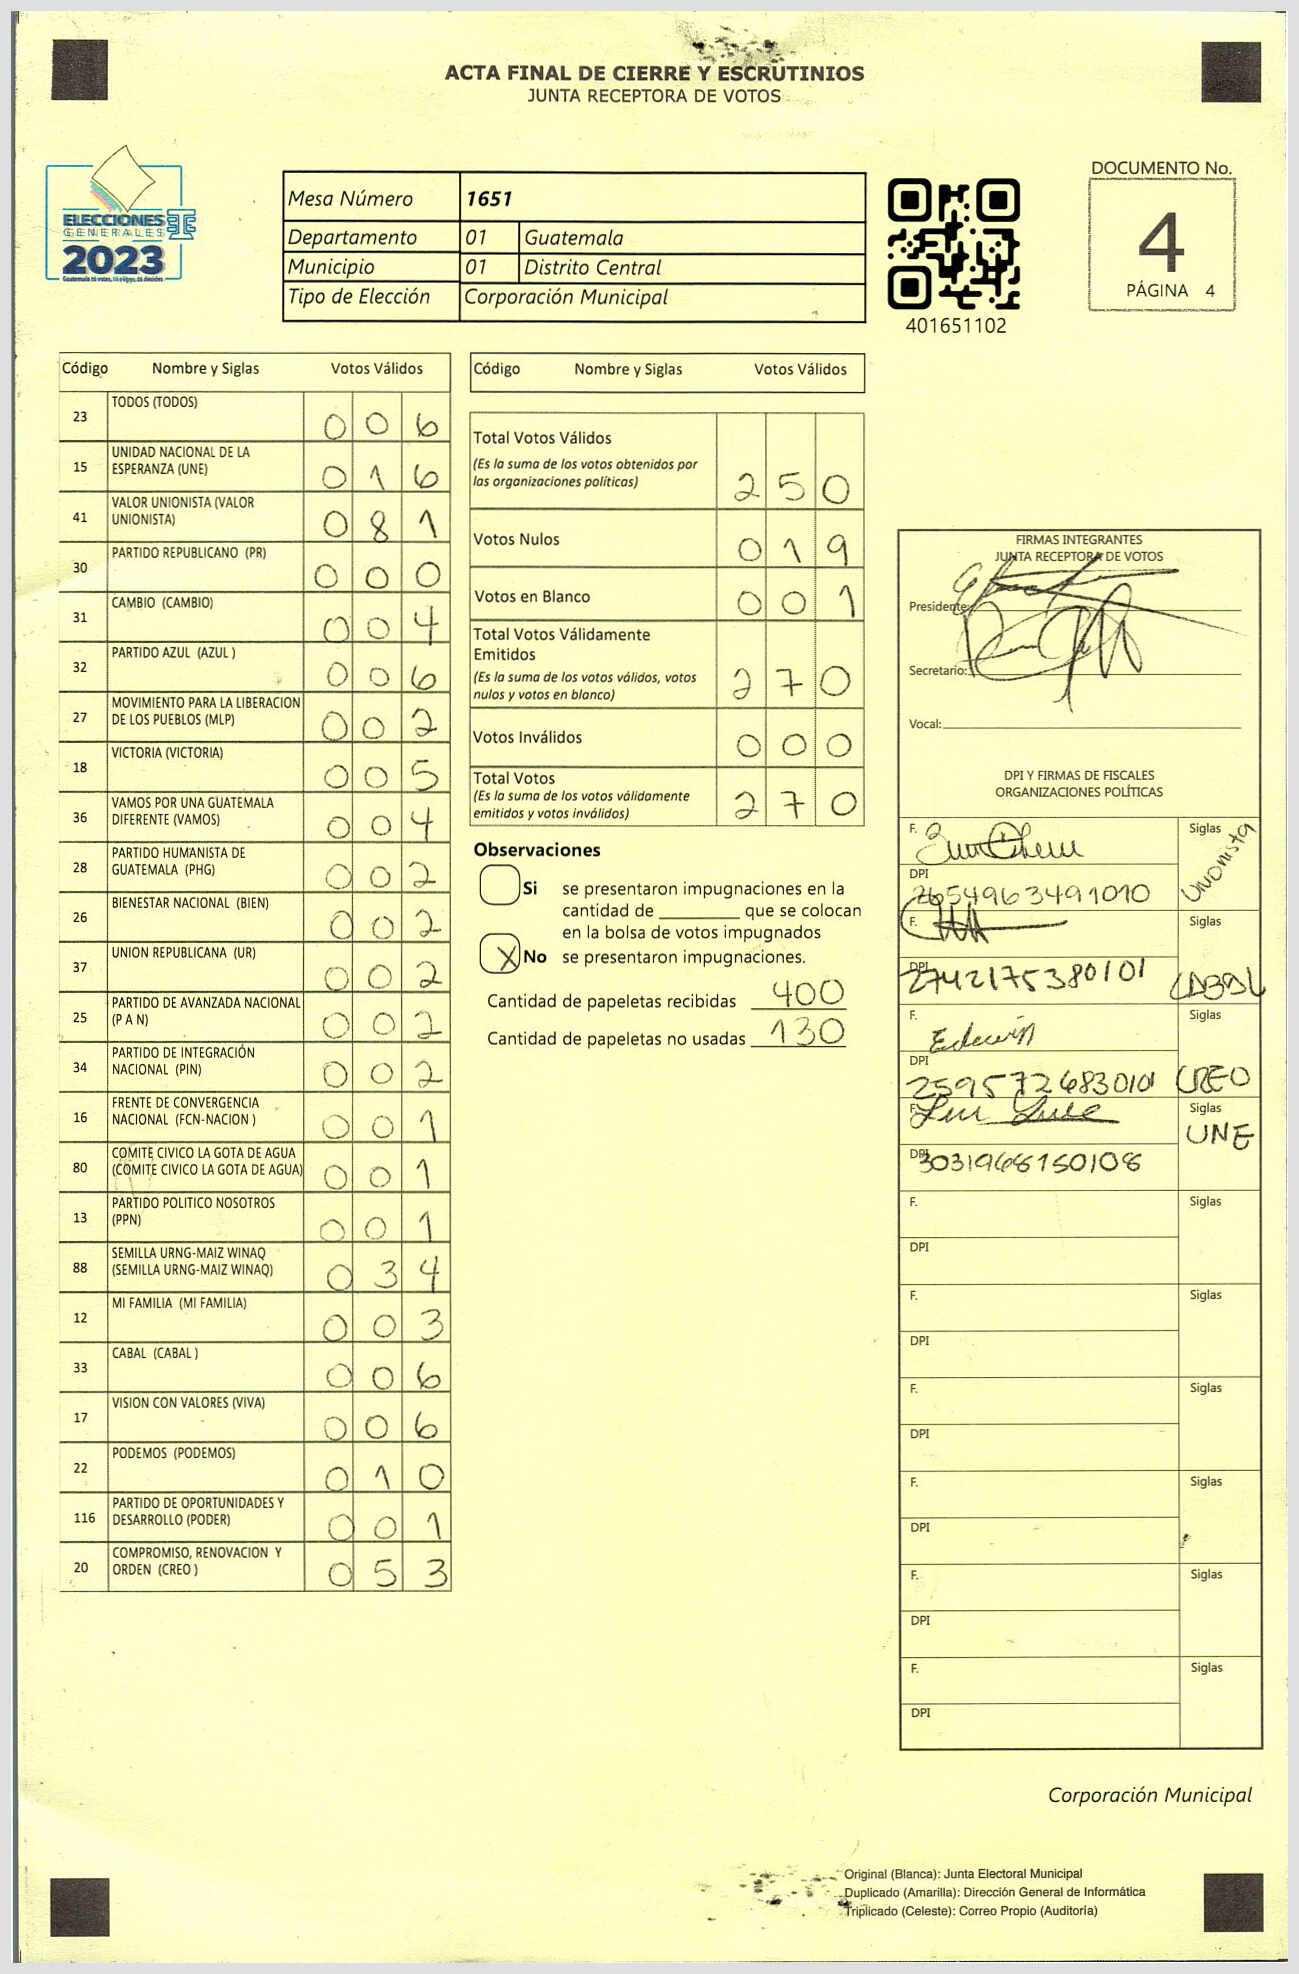 ACTA FINAL DE CIERRE Y ESCRUTINIOS
JUNTA RECEPTORA DE VOTOS
ELECCIONES
GENERALES
2023
Mesa Número 1651
Departamento 01 Guatemala
Municipio 01 Distrito Central
Tipo de Elección Corporación Municipal
401651102
DOCUMENTO No.
4
PÁGINA 4
Código Nombre y Siglas Votos Válidos
23 TODOS (TODOS) 0 0 6
15 UNIDAD NACIONAL DE LA
ESPERANZA (UNE) 0 1 6
41 VALOR UNIONISTA (VALOR
UNIONISTA) 0 8 1
30 PARTIDO REPUBLICANO (PR) 0 0 0
31 CAMBIO (CAMBIO) 0 0 4
32 PARTIDO AZUL (AZUL ) 0 0 6
27 MOVIMIENTO PARA LA LIBERACION
DE LOS PUEBLOS (MLP) 0 0 2
18 VICTORIA (VICTORIA) 0 0 5
36 VAMOS POR UNA GUATEMALA
DIFERENTE (VAMOS) 0 0 4
28 PARTIDO HUMANISTA DE
GUATEMALA (PHG) 0 0 2
26 BIENESTAR NACIONAL (BIEN) 0 0 2
37 UNION REPUBLICANA (UR) 0 0 2
25 PARTIDO DE AVANZADA NACIONAL
(P A N) 0 0 2
34 PARTIDO DE INTEGRACIÓN
NACIONAL (PIN) 0 0 2
16 FRENTE DE CONVERGENCIA
NACIONAL (FCN-NACION ) 0 0 1
80 COMITE CIVICO LA GOTA DE AGUA
(COMITE CIVICO LA GOTA DE AGUA) 0 0 1
13 PARTIDO POLITICO NOSOTROS
(PPN) 0 0 1
88 SEMILLA URNG-MAIZ WINAQ
(SEMILLA URNG-MAIZ WINAQ) 0 3 4
12 MI FAMILIA (MI FAMILIA) 0 0 3
33 CABAL (CABAL ) 0 0 6
17 VISION CON VALORES (VIVA) 0 0 6
22 PODEMOS (PODEMOS) 0 1 0
116 PARTIDO DE OPORTUNIDADES Y
DESARROLLO (PODER) 0 0 1
20 COMPROMISO, RENOVACION Y
ORDEN (CREO ) 0 5 3
Código Nombre y Siglas Votos Válidos
Total Votos Válidos
(Es la suma de los votos obtenidos por
las organizaciones políticas) 2 5 0
Votos Nulos 0 1 9
Votos en Blanco 0 0 1
Total Votos Válidamente
Emitidos
(Es la suma de los votos válidos, votos
nulos y votos en blanco) 2 7 0
Votos Inválidos 0 0 0
Total Votos
(Es la suma de los votos válidamente
emitidos y votos inválidos) 2 7 0
Observaciones
Si se presentaron impugnaciones en la
cantidad de ________ que se colocan
en la bolsa de votos impugnados
X No se presentaron impugnaciones.
Cantidad de papeletas recibidas 400
Cantidad de papeletas no usadas 130
FIRMAS INTEGRANTES
JUNTA RECEPTORA DE VOTOS
Presidente:
Secretario:
Vocal:
DPI Y FIRMAS DE FISCALES
ORGANIZACIONES POLÍTICAS
F. Siglas Unionista
DPI 2654963491010
F. Siglas
DPI 2742175380101 CABAL
F. Edwin Siglas
DPI 2595726830101 CREO
F. Siglas UNE
DPI 3031968150108
F. Siglas
DPI
F. Siglas
DPI
F. Siglas
DPI
F. Siglas
DPI
F. Siglas
DPI
F. Siglas
DPI
Corporación Municipal
Original (Blanca): Junta Electoral Municipal
Duplicado (Amarilla): Dirección General de Informática
Triplicado (Celeste): Correo Propio (Auditoría)